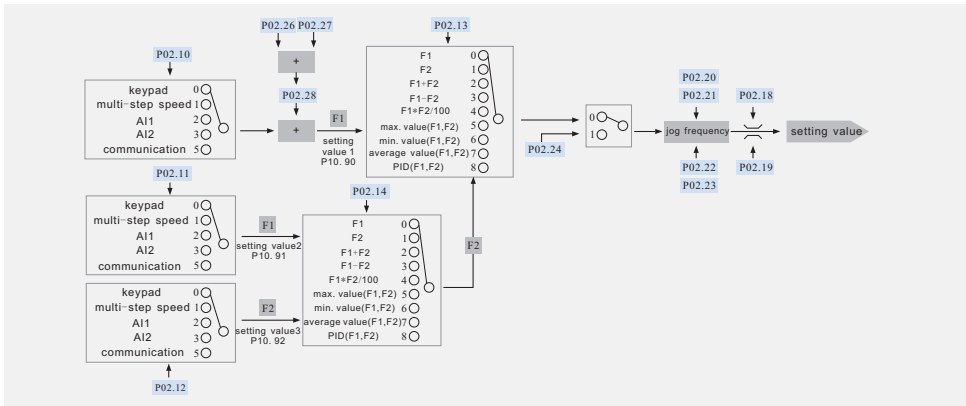 P02.26 P02.27
P02.13
P02.10
+
P02.28
+
keypad 0
multi-step speed 1
AI1 2
AI2 3
communication 5
F1
setting
value 1
P10. 90
F1 0
F2 1
F1+F2 2
F1-F2 3
F1*F2/100 4
max. value(F1,F2) 5
min. value(F1,F2) 6
average value(F1,F2) 7
PID(F1,F2) 8
P02.24
0
1
P02.20
P02.21
jog frequency
P02.22
P02.23
P02.18
P02.19
setting value
P02.11
keypad 0
multi-step speed 1
AI1 2
AI2 3
communication 5
F1
setting value2
P10. 91
P02.14
F1 0
F2 1
F1+F2 2
F1-F2 3
F1*F2/100 4
max. value(F1,F2) 5
min. value(F1,F2) 6
average value(F1,F2)7
PID(F1,F2) 8
F2
keypad 0
multi-step speed 1
AI1 2
AI2 3
communication 5
F2
setting value3
P10. 92
P02.12